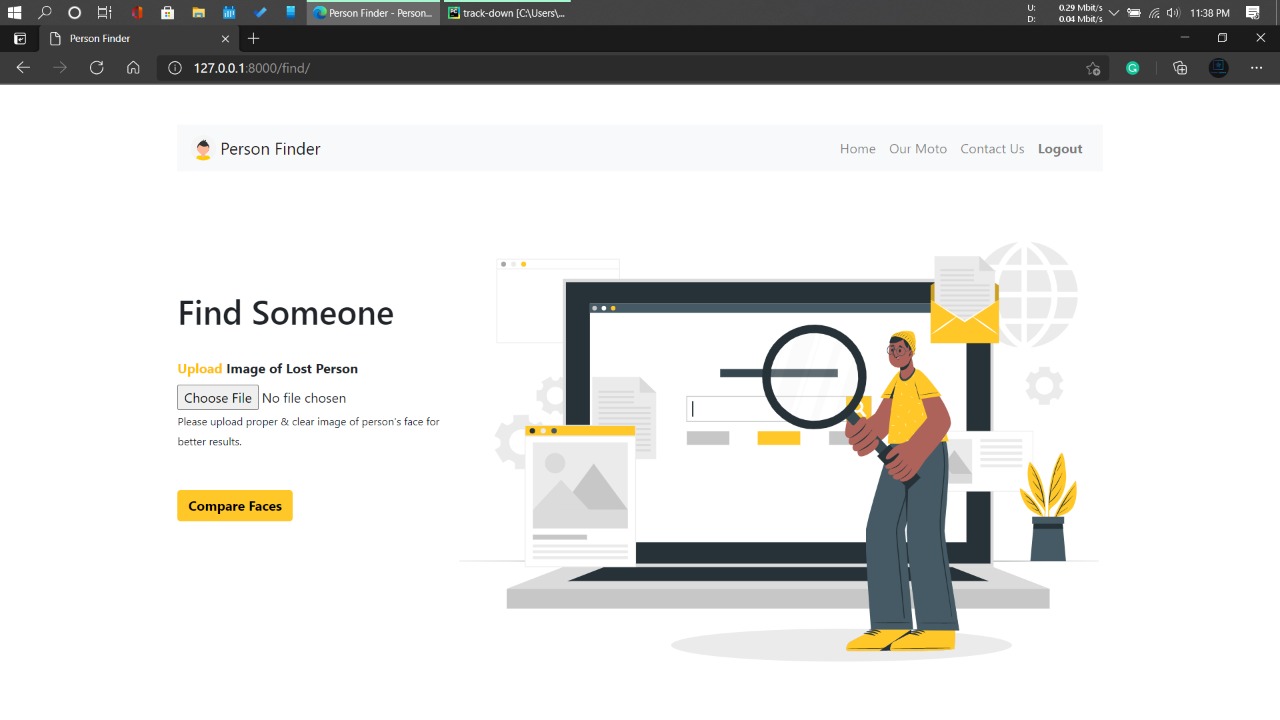 Person Finder - Person...
track-down [C:\Users\...
U:
D:
0.29 Mbit/s
0.04 Mbit/s
11:38 PM
Person Finder
127.0.0.1:8000/find/
Person Finder
Home
Our Moto
Contact Us
Logout
Find Someone
Upload Image of Lost Person
Choose File No file chosen
Please upload proper & clear image of person's face for
better results.
Compare Faces